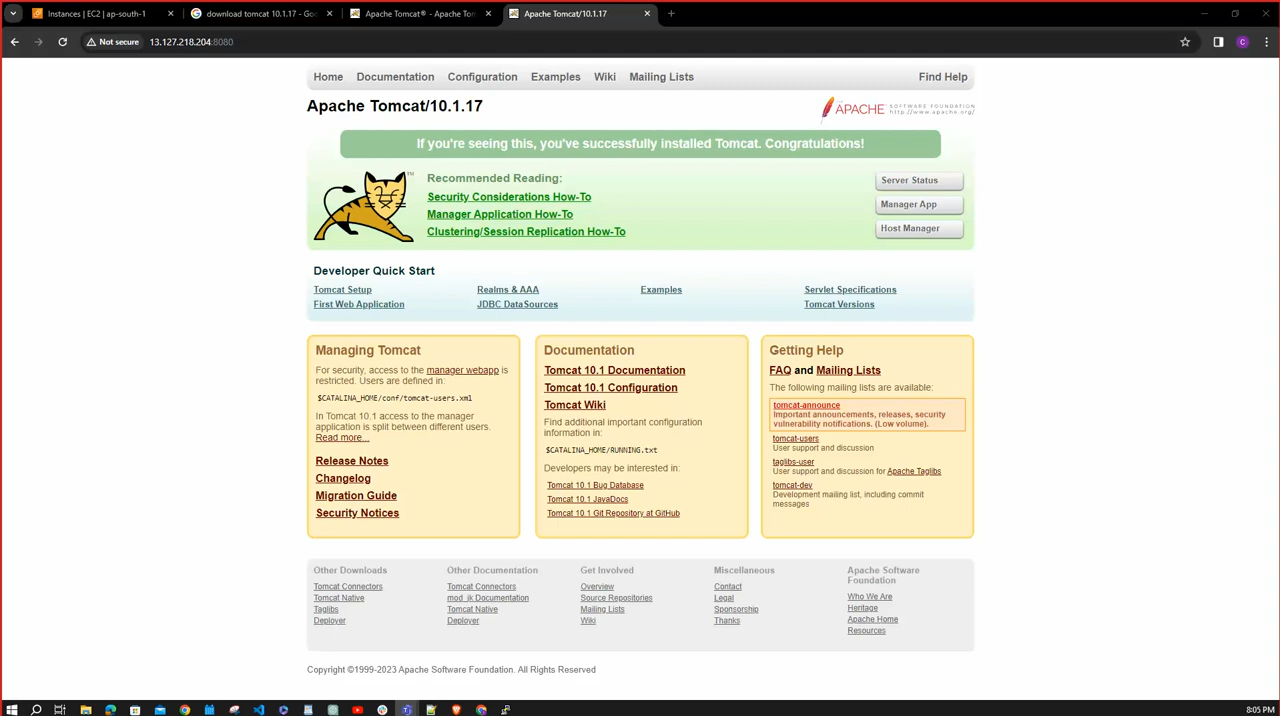 Instances | EC2 | ap-south-1
download tomcat 10.1.17 - Goo
Apache Tomcat® - Apache Tom
Apache Tomcat/10.1.17
Not secure
13.127.218.204:8080
C
Home Documentation Configuration Examples Wiki Mailing Lists Find Help
Apache Tomcat/10.1.17
APACHE SOFTWARE FOUNDATION
http://www.apache.org/
If you're seeing this, you've successfully installed Tomcat. Congratulations!
TM
Recommended Reading:
Security Considerations How-To
Manager Application How-To
Clustering/Session Replication How-To
Server Status
Manager App
Host Manager
Developer Quick Start
Tomcat Setup
First Web Application
Realms & AAA
JDBC DataSources
Examples
Servlet Specifications
Tomcat Versions
Managing Tomcat
For security, access to the manager webapp is
restricted. Users are defined in:
$CATALINA_HOME/conf/tomcat-users.xml
In Tomcat 10.1 access to the manager
application is split between different users.
Read more...
Release Notes
Changelog
Migration Guide
Security Notices
Documentation
Tomcat 10.1 Documentation
Tomcat 10.1 Configuration
Tomcat Wiki
Find additional important configuration
information in:
$CATALINA_HOME/RUNNING.txt
Developers may be interested in:
Tomcat 10.1 Bug Database
Tomcat 10.1 JavaDocs
Tomcat 10.1 Git Repository at GitHub
Getting Help
FAQ and Mailing Lists
The following mailing lists are available:
tomcat-announce
Important announcements, releases, security
vulnerability notifications. (Low volume).
tomcat-users
User support and discussion
taglibs-user
User support and discussion for Apache Taglibs
tomcat-dev
Development mailing list, including commit
messages
Other Downloads
Tomcat Connectors
Tomcat Native
Taglibs
Deployer
Other Documentation
Tomcat Connectors
mod_jk Documentation
Tomcat Native
Deployer
Get Involved
Overview
Source Repositories
Mailing Lists
Wiki
Miscellaneous
Contact
Legal
Sponsorship
Thanks
Apache Software
Foundation
Who We Are
Heritage
Apache Home
Resources
Copyright ©1999-2023 Apache Software Foundation. All Rights Reserved
8:05 PM